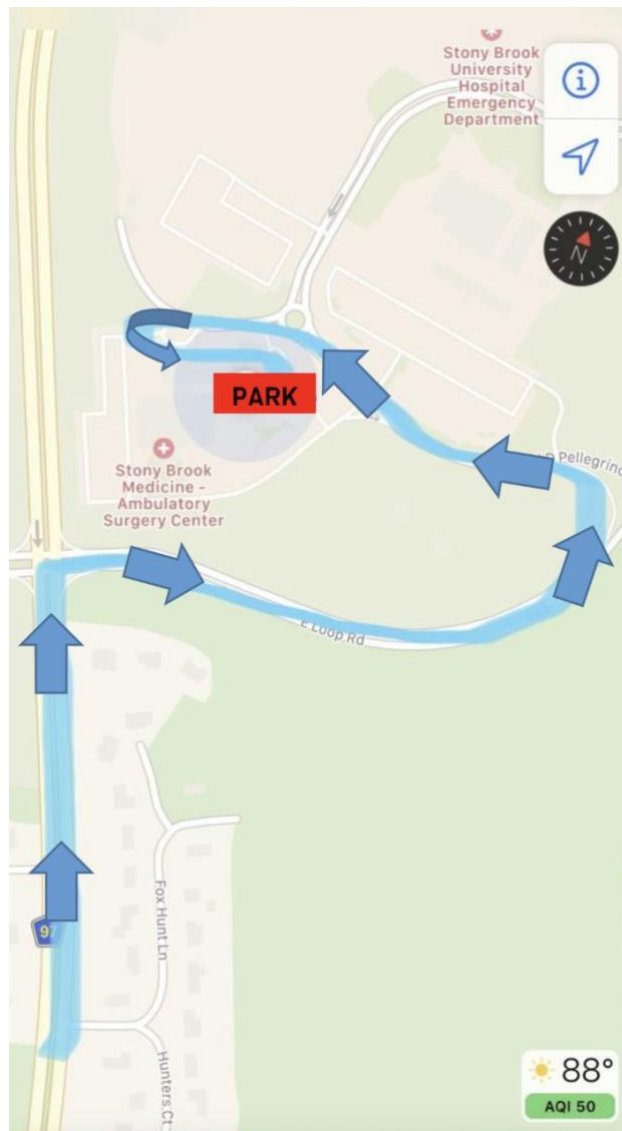 Stony Brook
University
Hospital
Emergency
Department
N
PARK
Stony Brook
Medicine -
Ambulatory
Surgery Center
Pellegrino
E Loop Rd
Fox Hunt Ln
97
Hunters Ct
88°
AQI 50